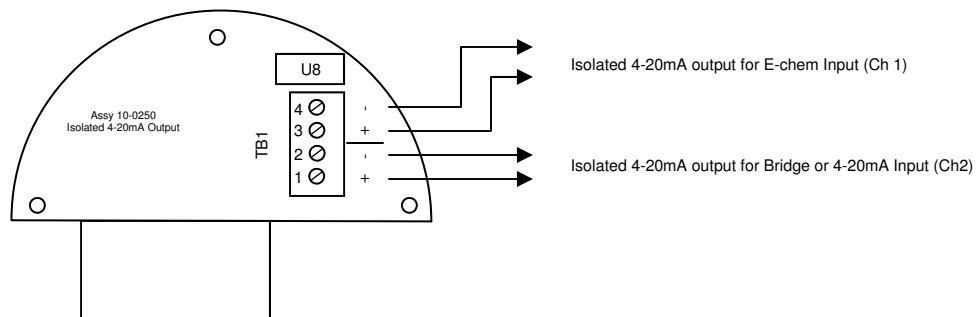 U8
Isolated 4-20mA output for E-chem Input (Ch 1)
Assy 10-0250
Isolated 4-20mA Output
TB1
4 -
3 +
2 -
1 +
Isolated 4-20mA output for Bridge or 4-20mA Input (Ch2)